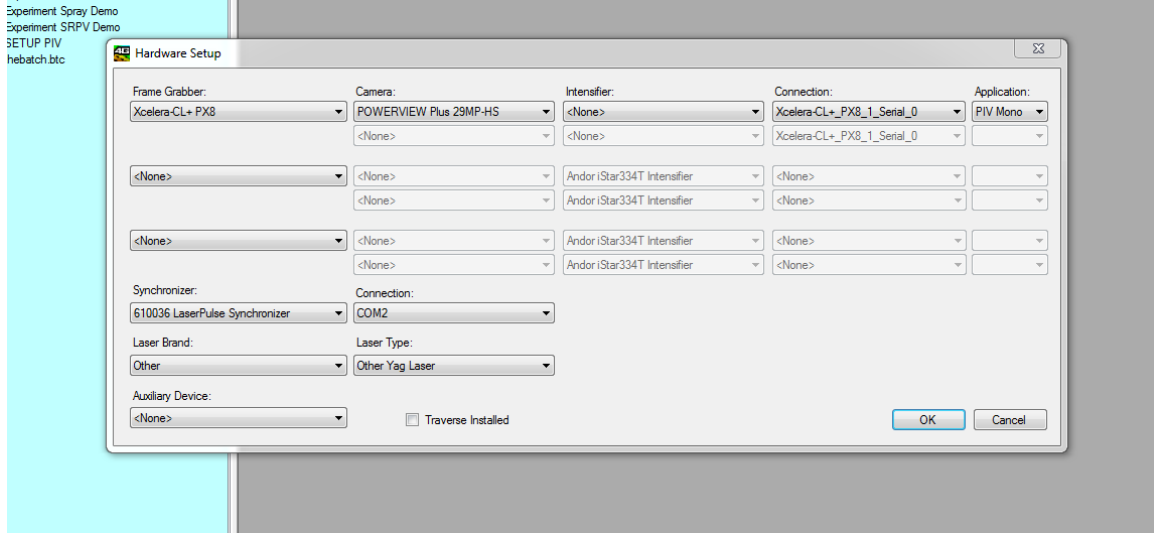 Experiment Spray Demo
Experiment SRPV Demo
SETUP PIV
hebatch.btc
4G Hardware Setup
Frame Grabber: Camera: Intensifier: Connection: Application:
Xcelera-CL+ PX8 POWERVIEW Plus 29MP-HS <None> Xcelera-CL+_PX8_1_Serial_0 PIV Mono
<None> <None> Xcelera-CL+_PX8_1_Serial_0
<None> <None> Andor iStar334T Intensifier <None>
<None> Andor iStar334T Intensifier <None>
<None> <None> Andor iStar334T Intensifier <None>
<None> Andor iStar334T Intensifier <None>
Synchronizer: Connection:
610036 LaserPulse Synchronizer COM2
Laser Brand: Laser Type:
Other Other Yag Laser
Auxiliary Device:
<None> Traverse Installed OK Cancel